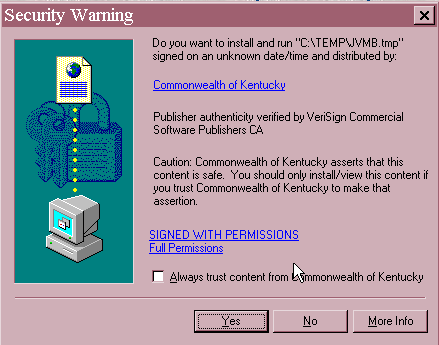 Security Warning
Do you want to install and run "C:\TEMP\JVMB.tmp"
signed on an unknown date/time and distributed by:
Commonwealth of Kentucky
Publisher authenticity verified by VeriSign Commercial
Software Publishers CA
Caution: Commonwealth of Kentucky asserts that this
content is safe. You should only install/view this content if
you trust Commonwealth of Kentucky to make that
assertion.
SIGNED WITH PERMISSIONS
Full Permissions
Always trust content from Commonwealth of Kentucky
Yes
No
More Info